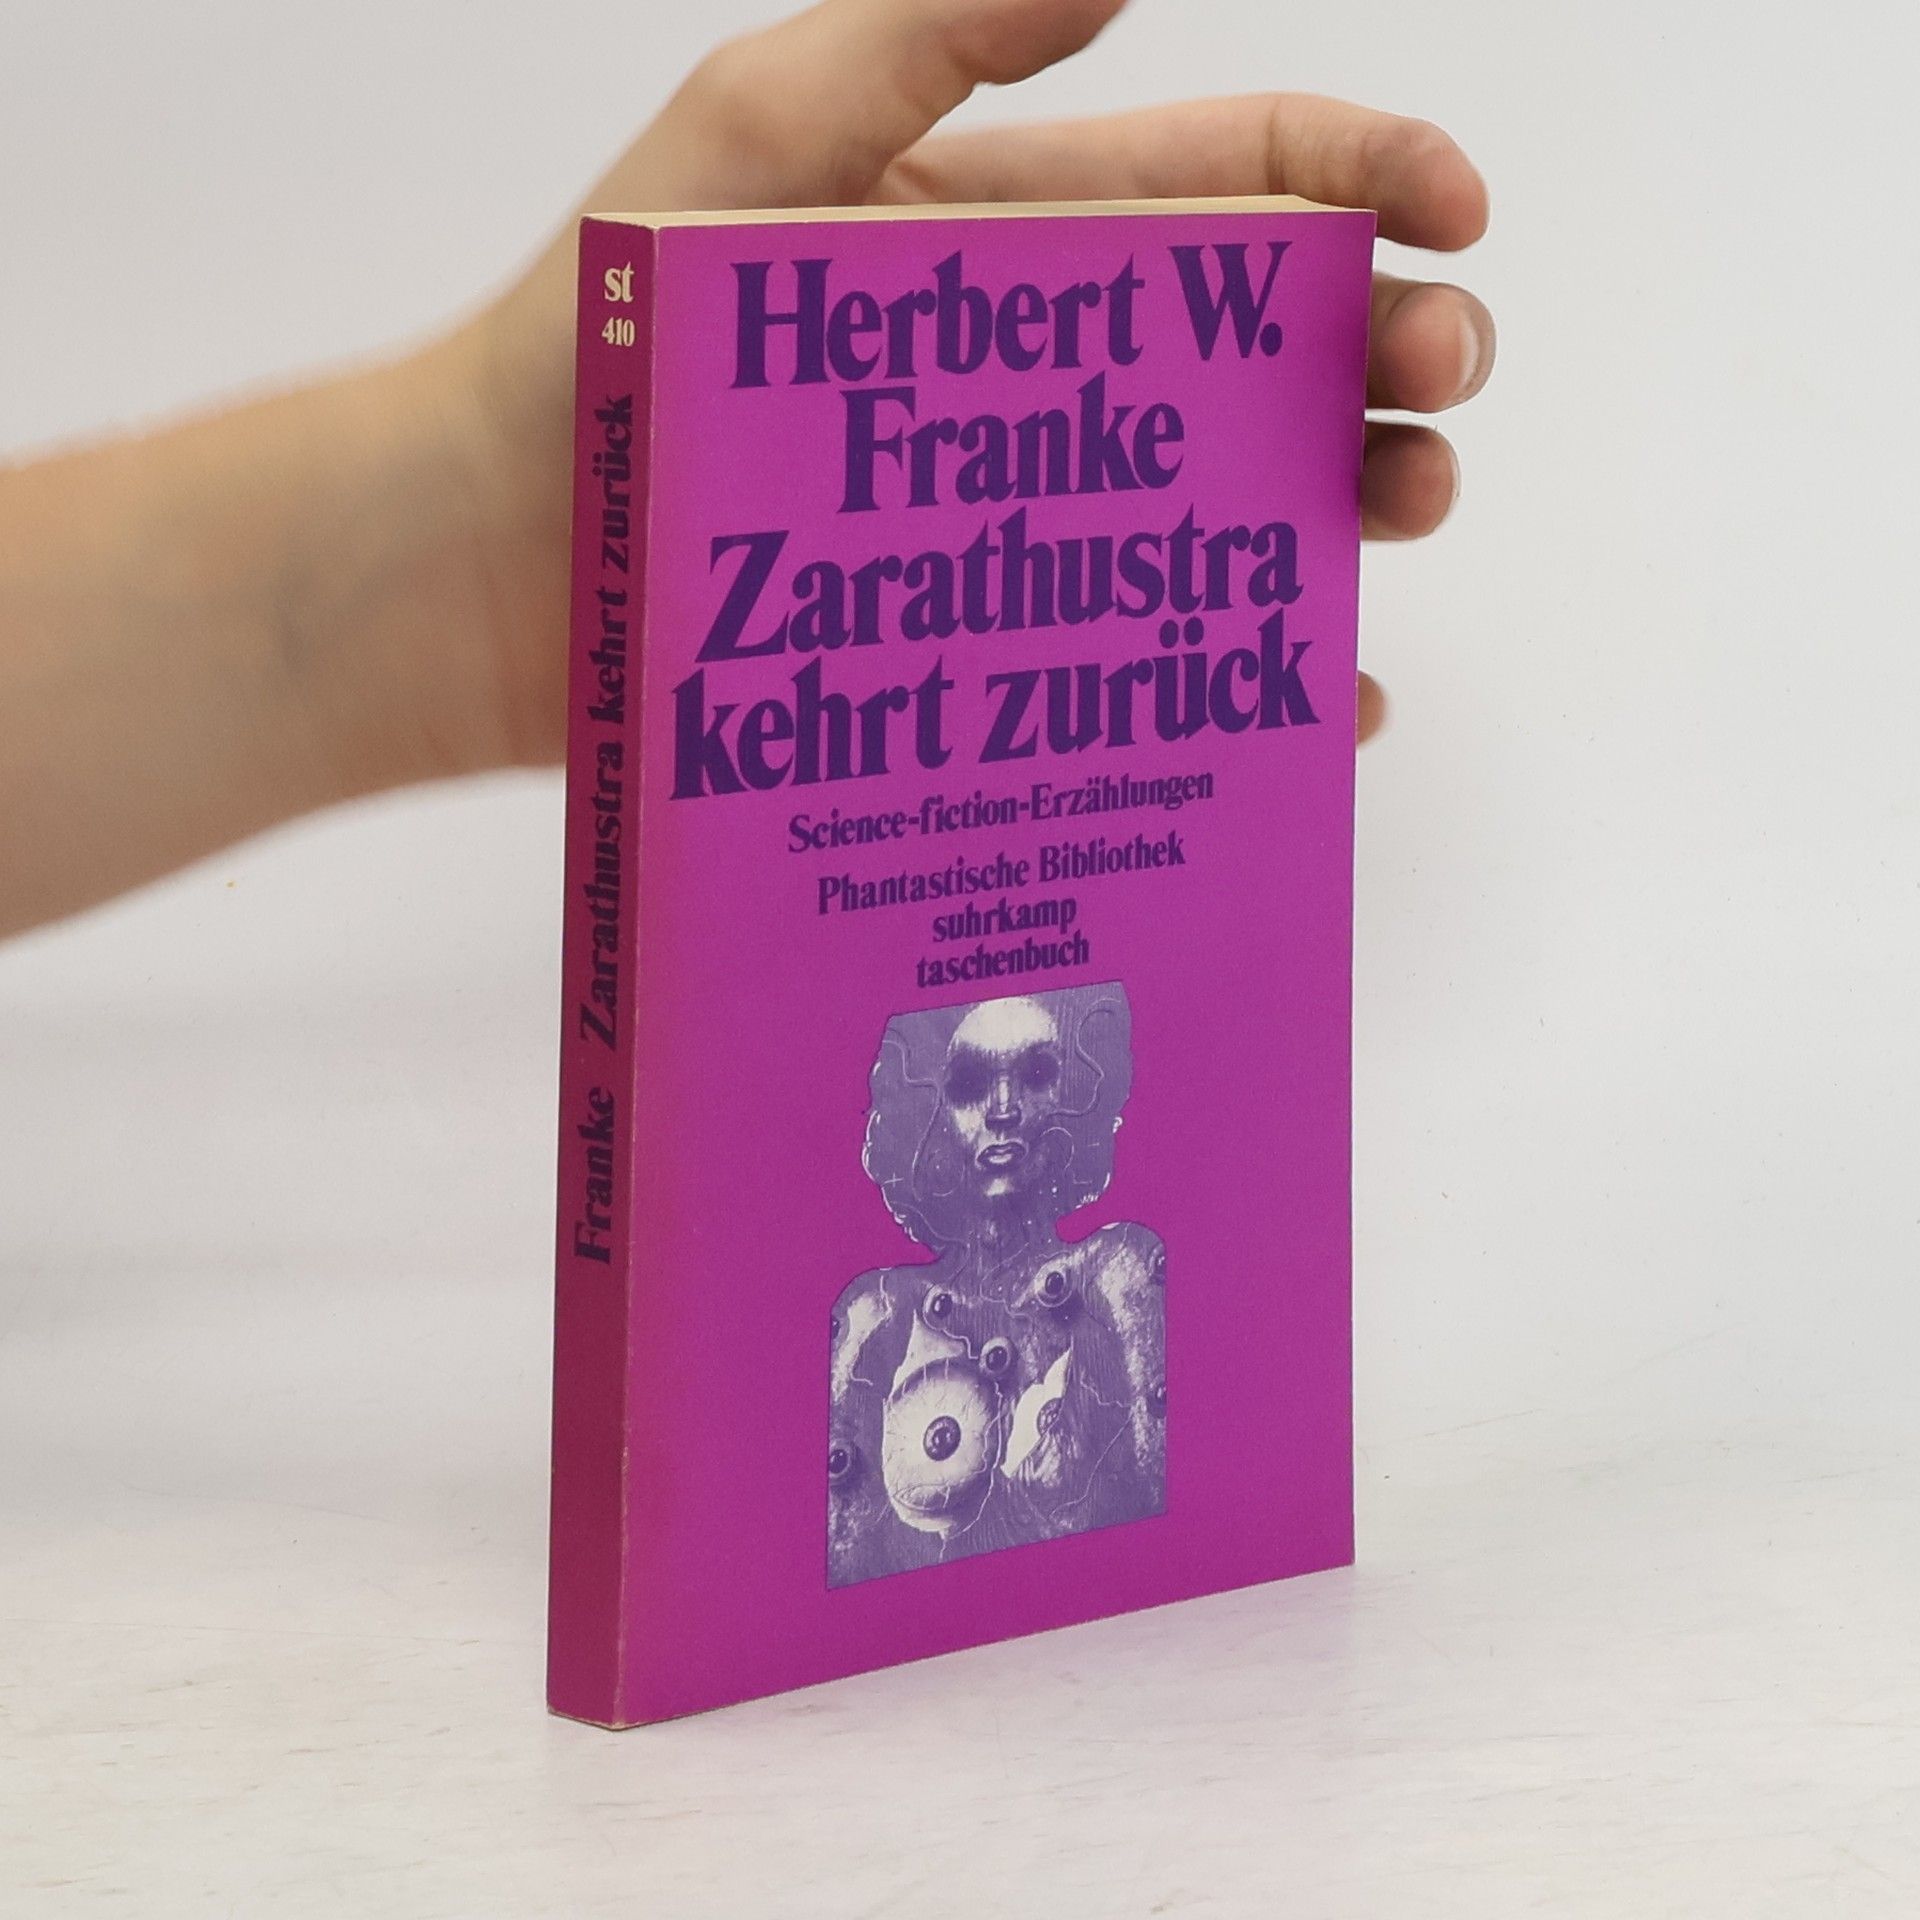 st
410
Franke Zarathustra kehrt zurück
Herbert W.
Franke
Zarathustra
kehrt zurück
Science-fiction-Erzählungen
Phantastische Bibliothek
suhrkamp
taschenbuch